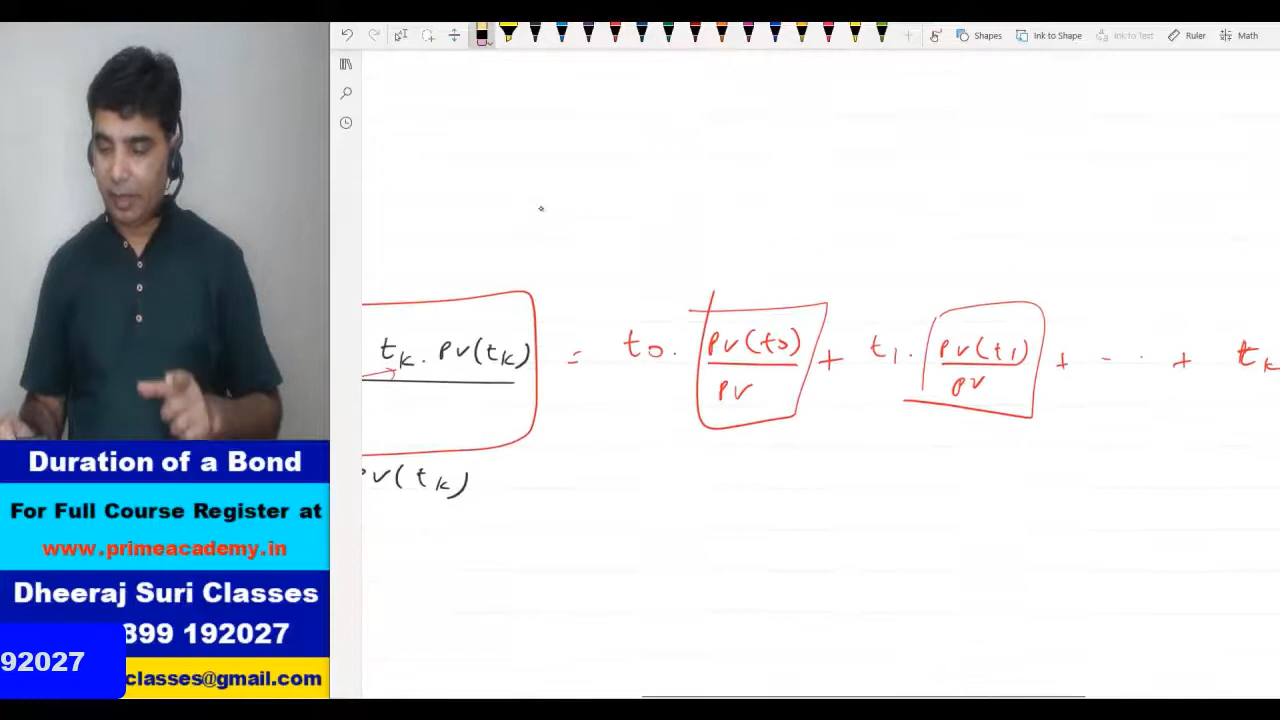 Shapes Ink to Shape Ink to Text Ruler Math
tk . PV(tk) = t0 . PV(t0) + t1 . PV(t1) + - . . + tk
PV PV
PV(tk)
Duration of a Bond
For Full Course Register at
www.primeacademy.in
Dheeraj Suri Classes
899 192027
92027
classes@gmail.com